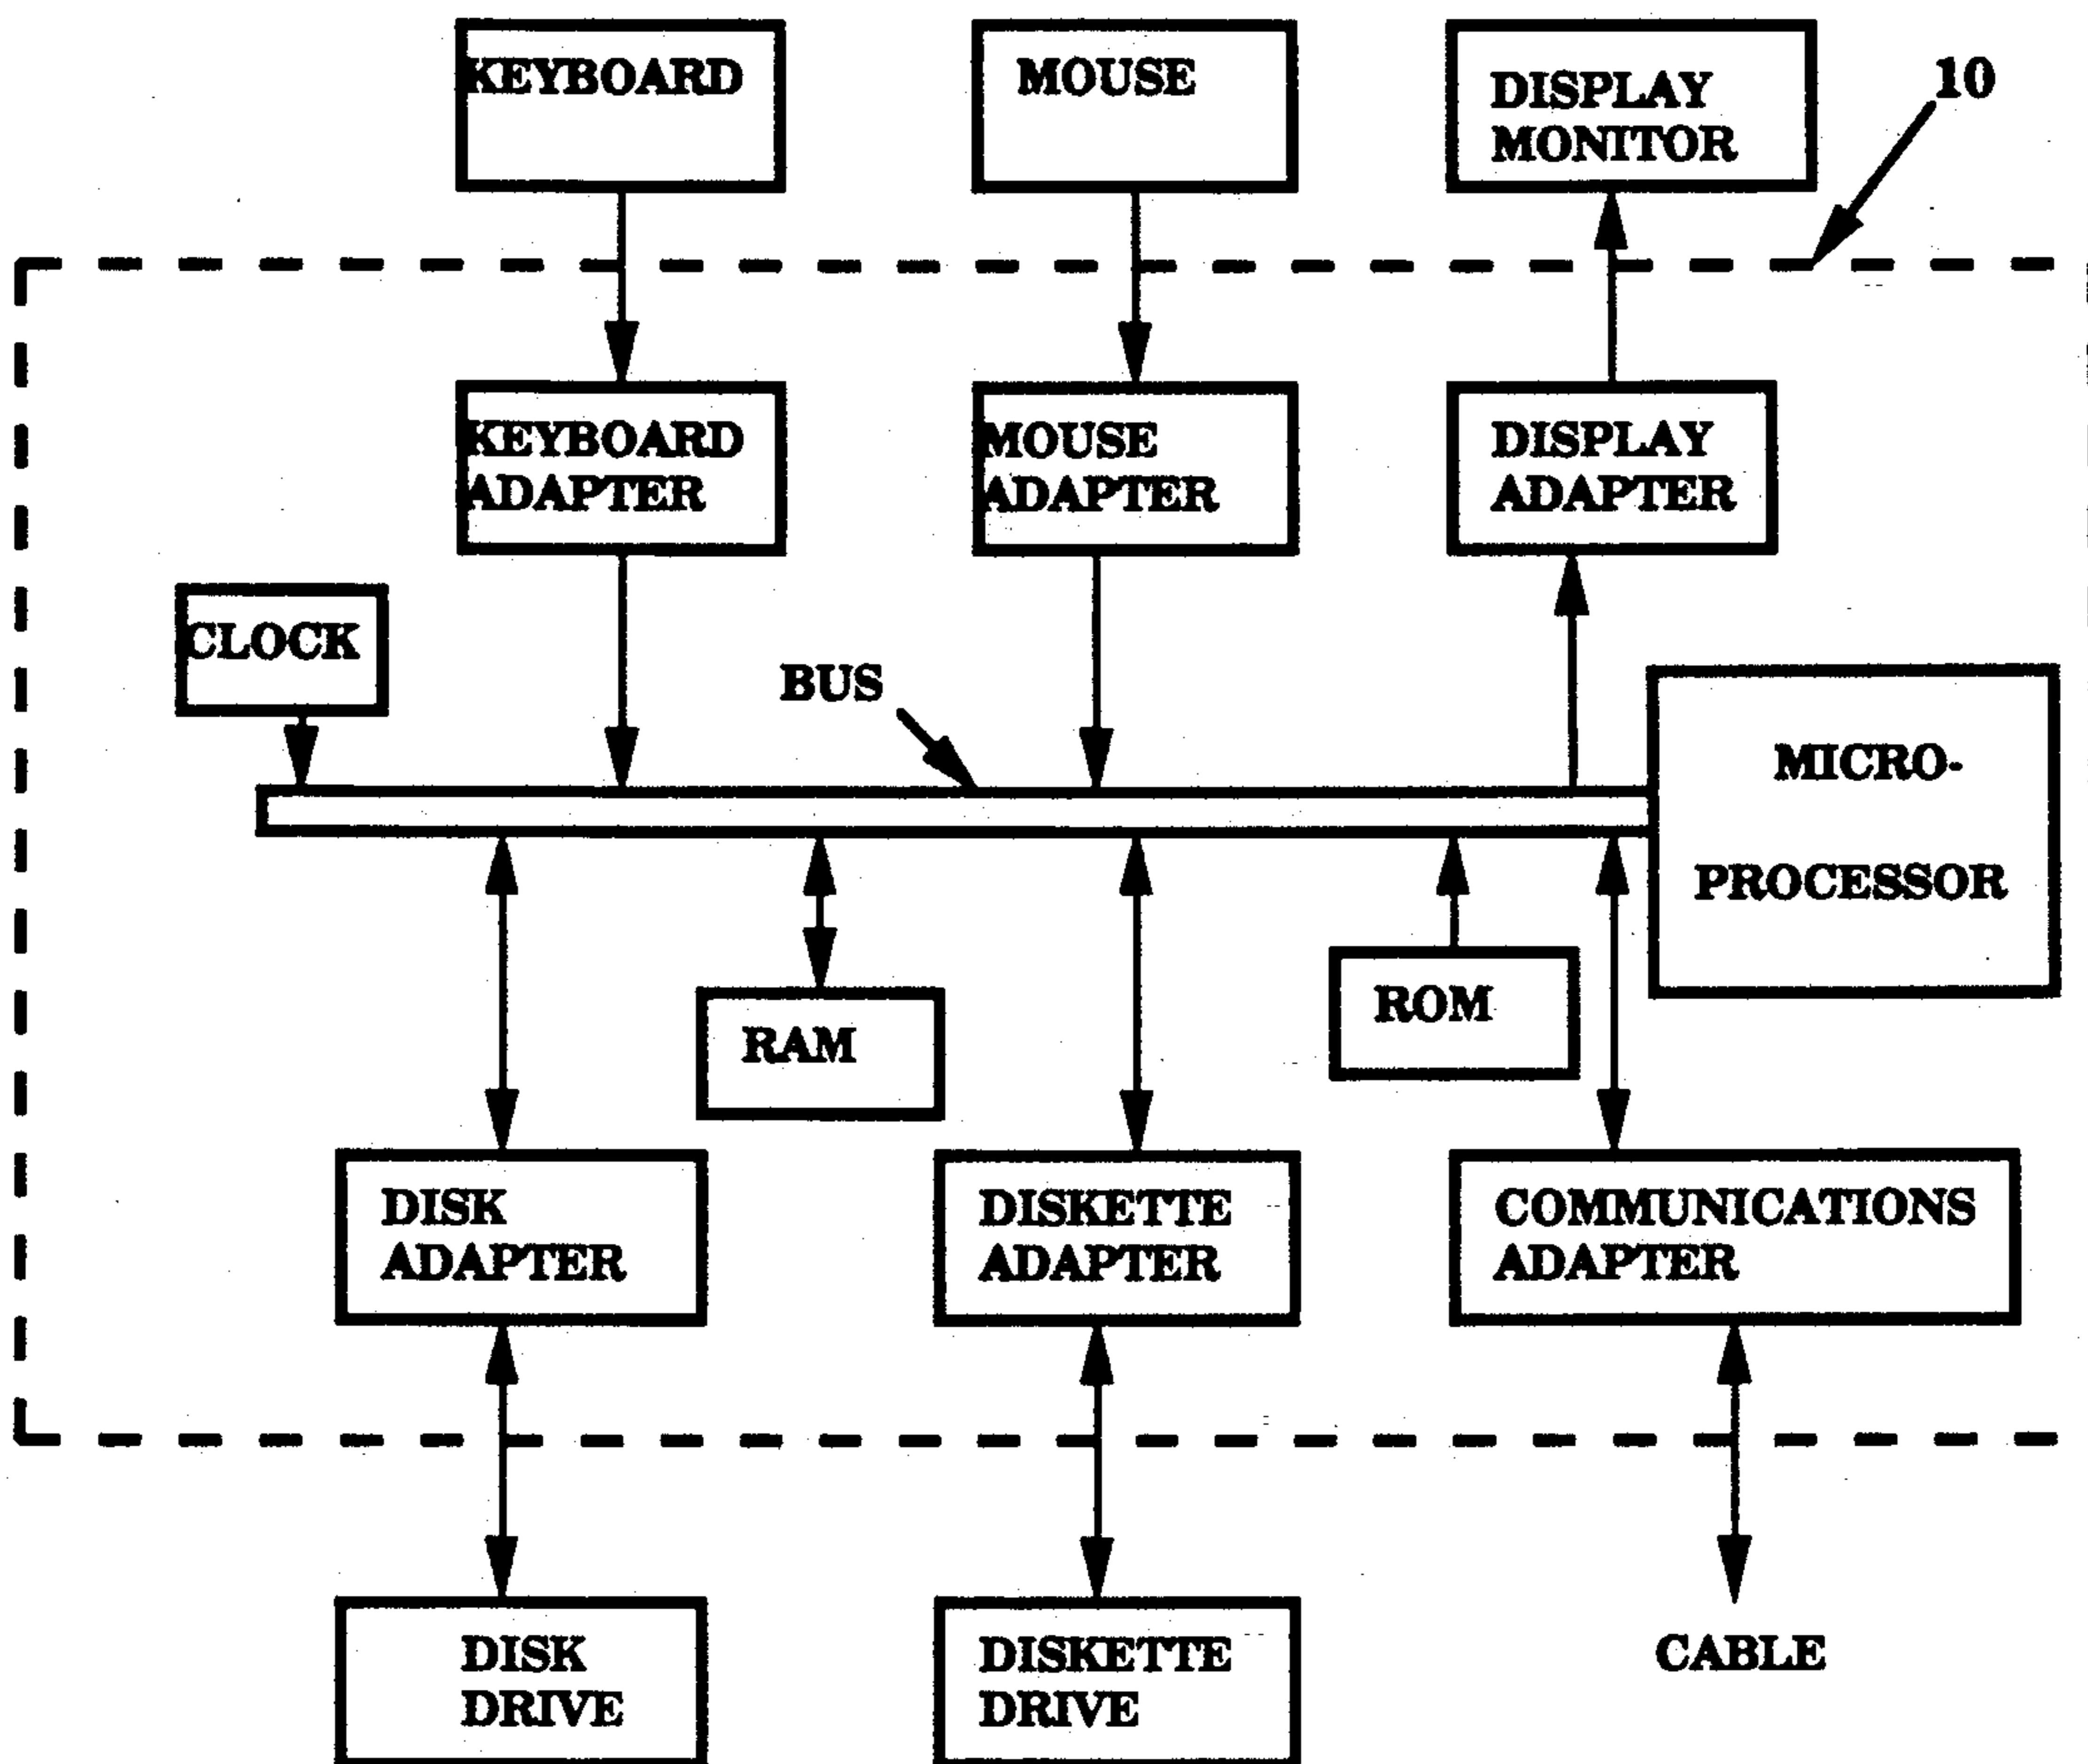 KEYBOARD
MOUSE
DISPLAY
MONITOR
10
KEYBOARD
ADAPTER
MOUSE
ADAPTER
DISPLAY
ADAPTER
CLOCK
BUS
MICRO-
PROCESSOR
RAM
ROM
DISK
ADAPTER
DISKETTE
ADAPTER
COMMUNICATIONS
ADAPTER
DISK
DRIVE
DISKETTE
DRIVE
CABLE